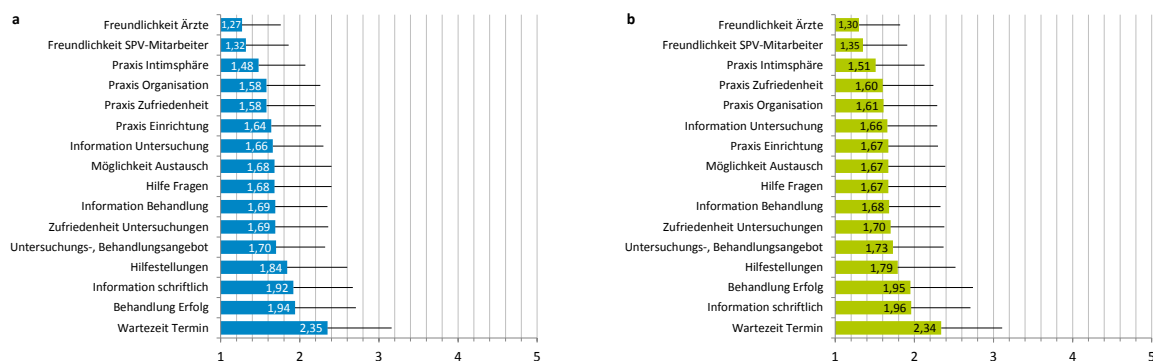 a
Freundlichkeit Ärzte 1,27
Freundlichkeit SPV-Mitarbeiter 1,32
Praxis Intimsphäre 1,48
Praxis Organisation 1,58
Praxis Zufriedenheit 1,58
Praxis Einrichtung 1,64
Information Untersuchung 1,66
Möglichkeit Austausch 1,68
Hilfe Fragen 1,68
Information Behandlung 1,69
Zufriedenheit Untersuchungen 1,69
Untersuchungs-, Behandlungsangebot 1,70
Hilfestellungen 1,84
Information schriftlich 1,92
Behandlung Erfolg 1,94
Wartezeit Termin 2,35
1 2 3 4 5
b
Freundlichkeit Ärzte 1,30
Freundlichkeit SPV-Mitarbeiter 1,35
Praxis Intimsphäre 1,51
Praxis Zufriedenheit 1,60
Praxis Organisation 1,61
Information Untersuchung 1,66
Praxis Einrichtung 1,67
Möglichkeit Austausch 1,67
Hilfe Fragen 1,67
Information Behandlung 1,68
Zufriedenheit Untersuchungen 1,70
Untersuchungs-, Behandlungsangebot 1,73
Hilfestellungen 1,79
Behandlung Erfolg 1,95
Information schriftlich 1,96
Wartezeit Termin 2,34
1 2 3 4 5